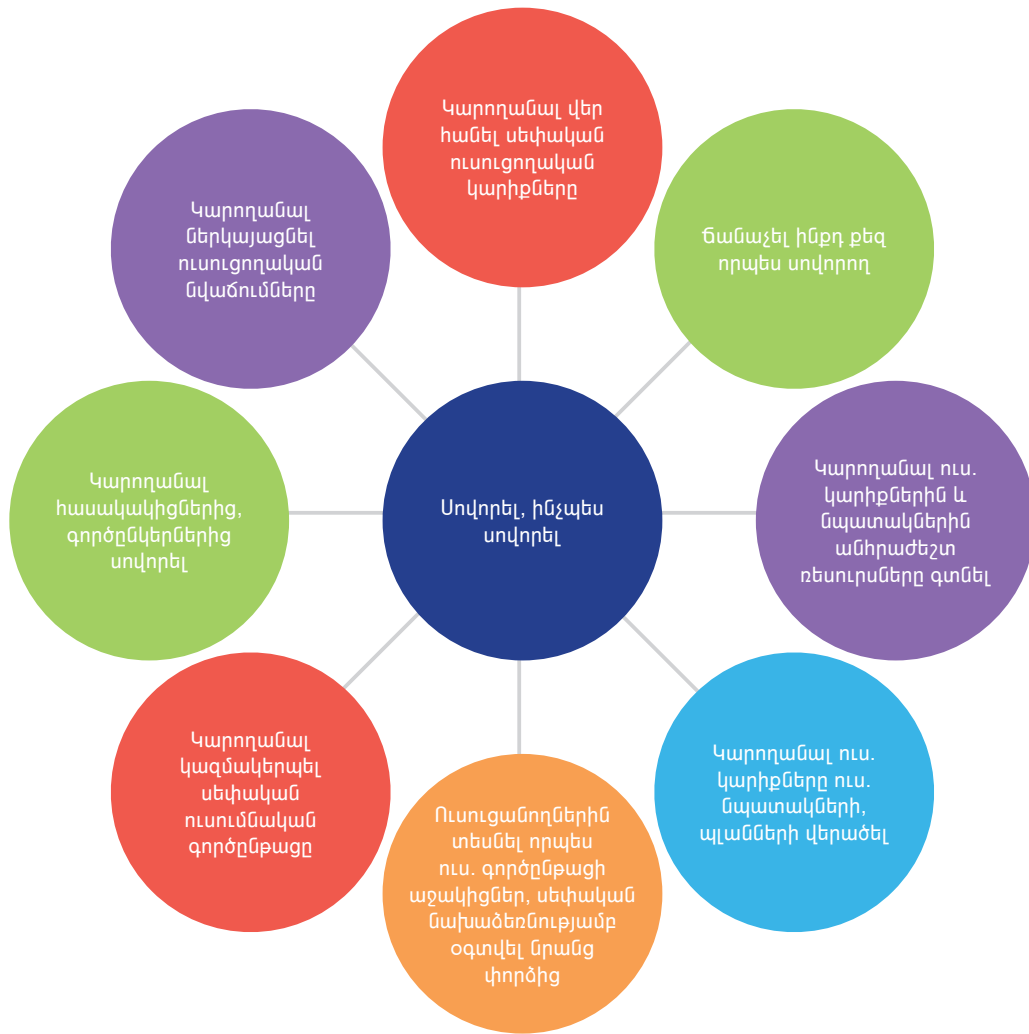 Կարողանալ վեր
հանել սեփական
ուսուցողական
կարիքները
Ճանաչել ինքդ քեզ
որպես սովորող
Կարողանալ ուս.
կարիքներին և
նպատակներին
անհրաժեշտ
ռեսուրսները գտնել
Կարողանալ ուս.
կարիքները ուս.
նպատակների,
պլանների վերածել
Ուսուցանողներին
տեսնել որպես
ուս. գործընթացի
աջակիցներ, սեփական
նախաձեռնությամբ
օգտվել նրանց
փորձից
Կարողանալ
կազմակերպել
սեփական
ուսումնական
գործընթացը
Կարողանալ
հասակակիցներից,
գործընկերներից
սովորել
Կարողանալ
ներկայացնել
ուսուցողական
նվաճումները
Սովորել, ինչպես
սովորել